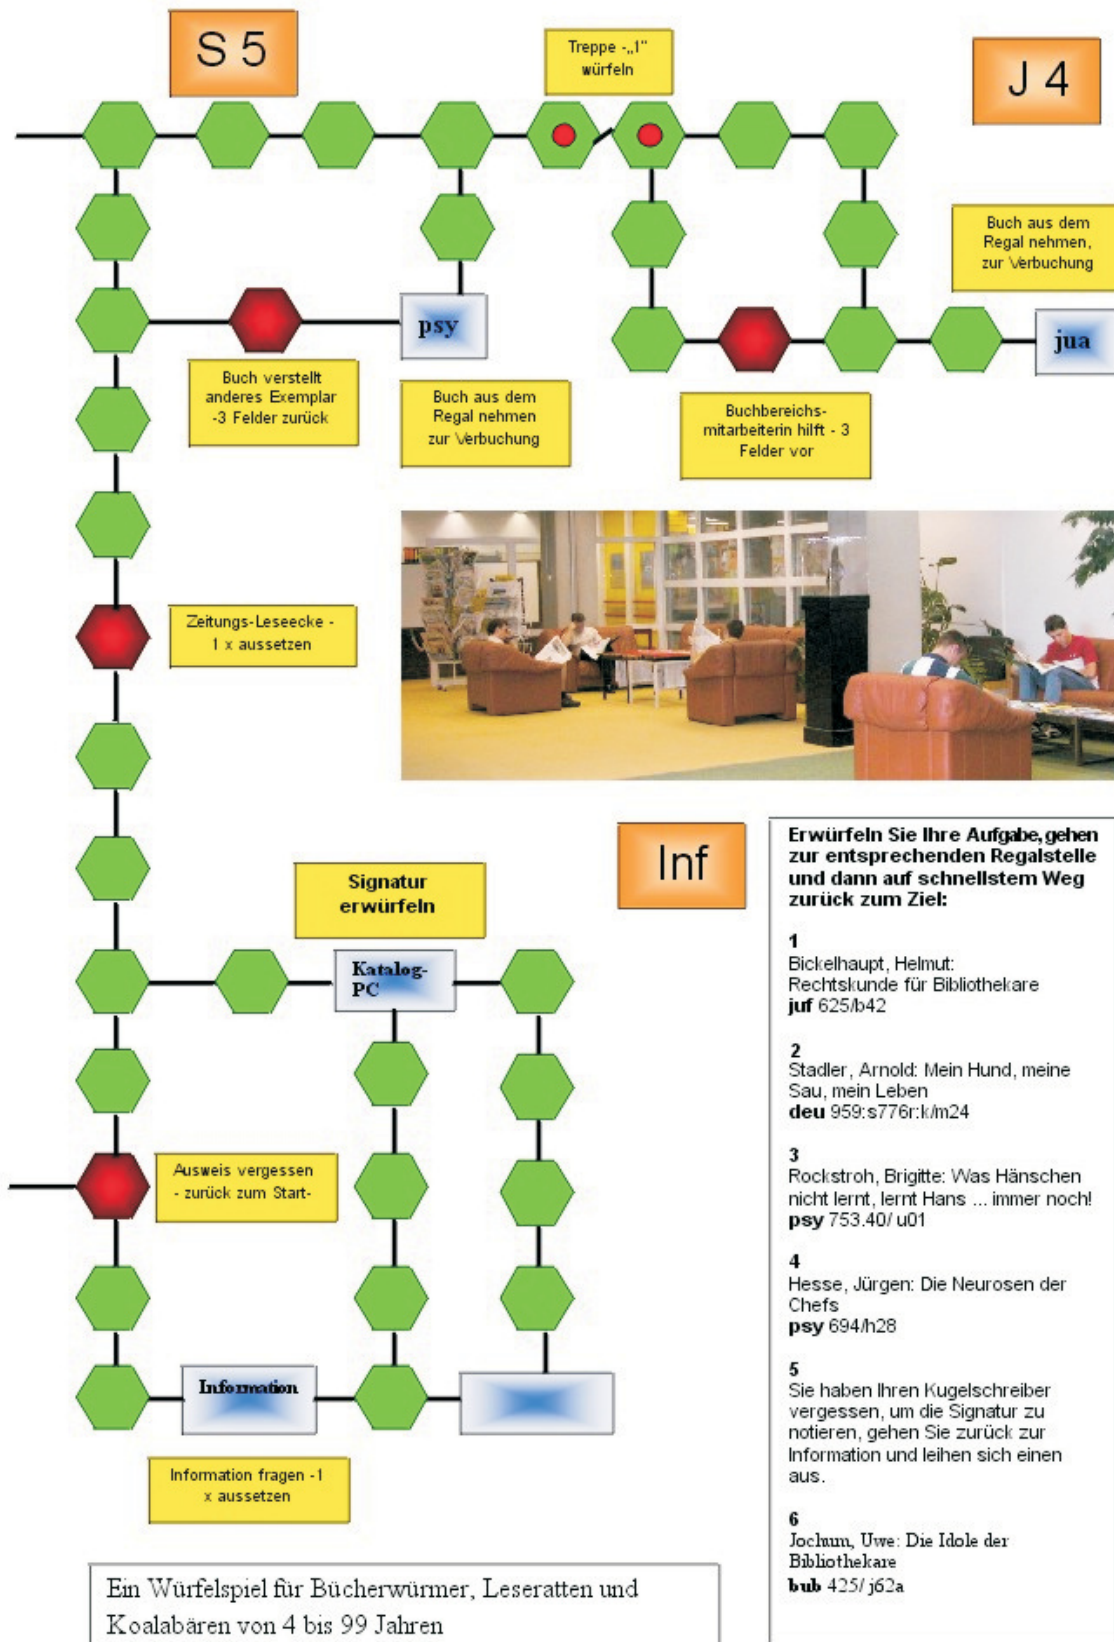 S 5
Treppe -„1"
würfeln
J 4
Buch aus dem
Regal nehmen,
zur Verbuchung
psy
jua
Buch verstellt
anderes Exemplar
-3 Felder zurück
Buch aus dem
Regal nehmen
zur Verbuchung
Buchbereichs-
mitarbeiterin hilft - 3
Felder vor
Zeitungs-Leseecke -
1 x aussetzen
Inf
Signatur
erwürfeln
Katalog-
PC
Ausweis vergessen
- zurück zum Start-
Information
Information fragen -1
x aussetzen
Erwürfeln Sie Ihre Aufgabe, gehen
zur entsprechenden Regalstelle
und dann auf schnellstem Weg
zurück zum Ziel:
1
Bickelhaupt, Helmut:
Rechtskunde für Bibliothekare
juf 625/b42
2
Stadler, Arnold: Mein Hund, meine
Sau, mein Leben
deu 959:s776r:k/m24
3
Rockstroh, Brigitte: Was Hänschen
nicht lernt, lernt Hans ... immer noch!
psy 753.40/ u01
4
Hesse, Jürgen: Die Neurosen der
Chefs
psy 694/h28
5
Sie haben Ihren Kugelschreiber
vergessen, um die Signatur zu
notieren, gehen Sie zurück zur
Information und leihen sich einen
aus.
6
Jochum, Uwe: Die Idole der
Bibliothekare
bub 425/ j62a
Ein Würfelspiel für Bücherwürmer, Leseratten und
Koalabären von 4 bis 99 Jahren